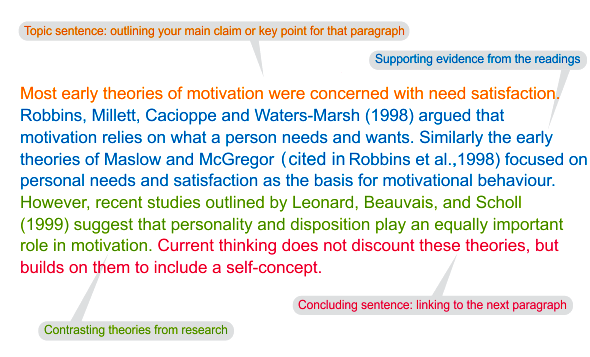 Topic sentence: outlining your main claim or key point for that paragraph
Supporting evidence from the readings
Most early theories of motivation were concerned with need satisfaction.
Robbins, Millett, Cacioppe and Waters-Marsh (1998) argued that
motivation relies on what a person needs and wants. Similarly the early
theories of Maslow and McGregor (cited in Robbins et al.,1998) focused on
personal needs and satisfaction as the basis for motivational behaviour.
However, recent studies outlined by Leonard, Beauvais, and Scholl
(1999) suggest that personality and disposition play an equally important
role in motivation. Current thinking does not discount these theories, but
builds on them to include a self-concept.
Concluding sentence: linking to the next paragraph
Contrasting theories from research